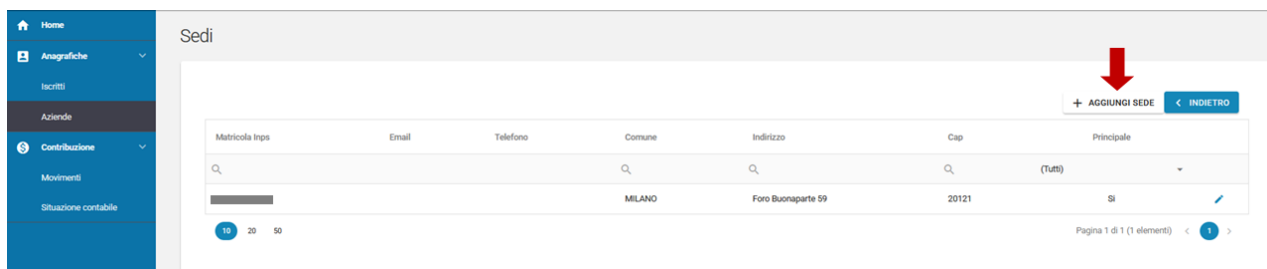 Home
Anagrafiche
Iscritti
Aziende
Contribuzione
Movimenti
Situazione contabile
Sedi
+ AGGIUNGI SEDE < INDIETRO
Matricola Inps Email Telefono Comune Indirizzo Cap Principale
(Tutti)
MILANO Foro Buonaparte 59 20121 Si
10 20 50 Pagina 1 di 1 (1 elementi) < 1 >